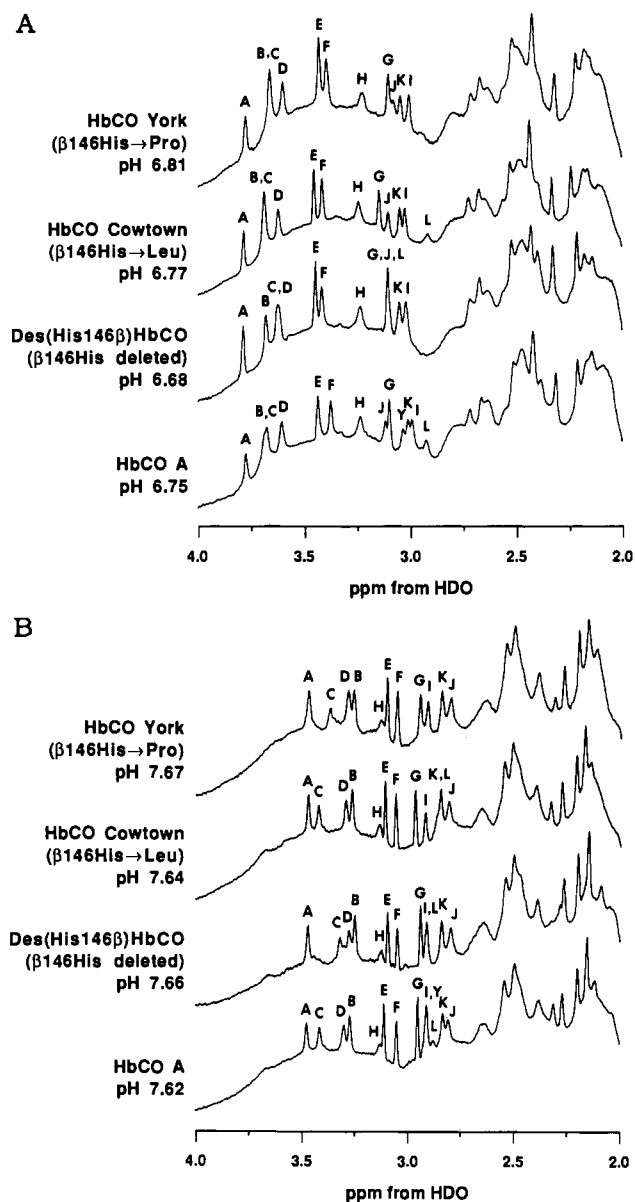 A
E
B,C
F
D
G
A
H
J
K I
HbCO York
(β146His→Pro)
pH 6.81
E
B,C
F
D
G
A
H
J
K I
L
HbCO Cowtown
(β146His→Leu)
pH 6.77
E
C,D
F
G,J,L
B
A
H
K I
Des(His146β)HbCO
(β146His deleted)
pH 6.68
E F
B,C D
H
G
J
K
A
Y
I
L
HbCO A
pH 6.75
4.0 3.5 3.0 2.5 2.0
ppm from HDO
B
E
A
D B
F
G
K
C
I
J
H
HbCO York
(β146His→Pro)
pH 7.67
E
A
C
D B
F G
K,L
H
I
J
HbCO Cowtown
(β146His→Leu)
pH 7.64
A
B
E
G
C D
F
I,L
K
H
J
Des(His146β)HbCO
(β146His deleted)
pH 7.66
E
G
I,Y
A
C
D B
F
K
J
H
L
HbCO A
pH 7.62
4.0 3.5 3.0 2.5 2.0
ppm from HDO